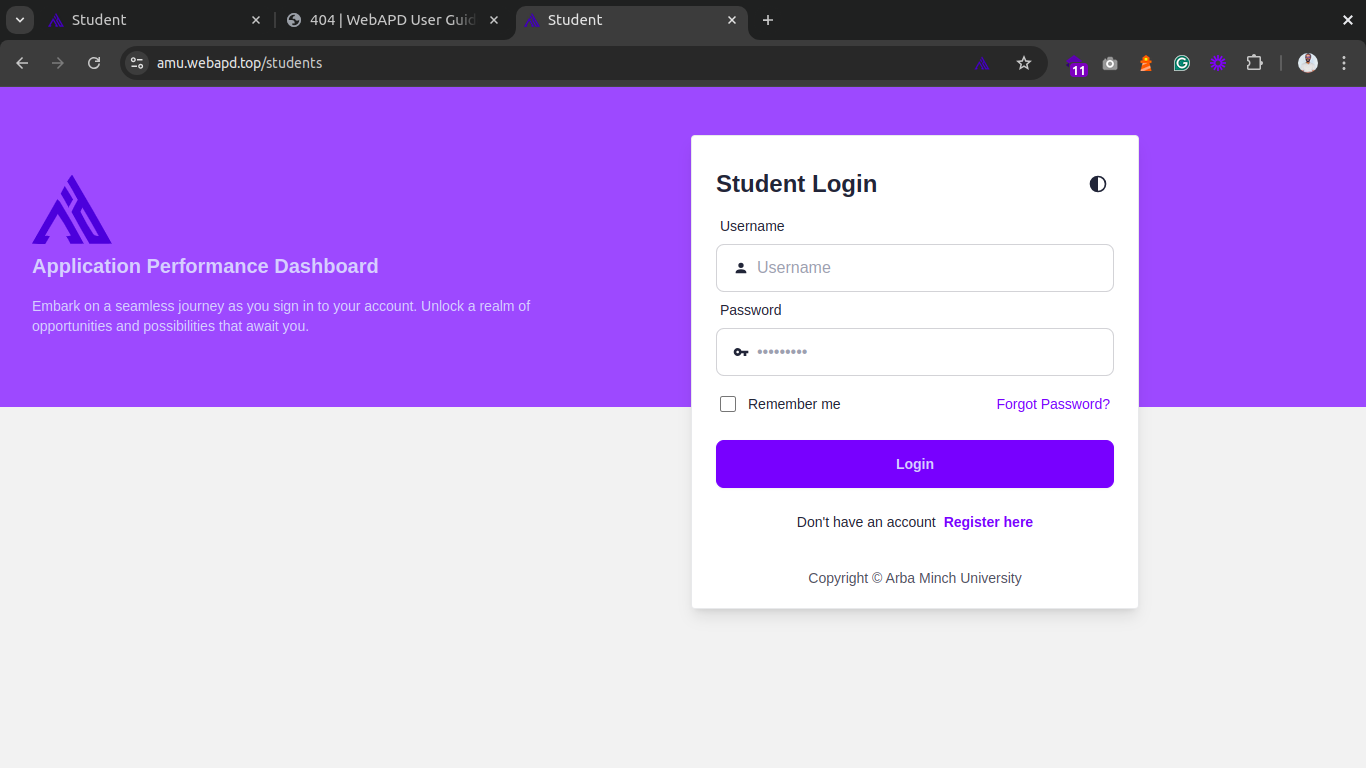 Student
404 | WebAPD User Guid
Student
amu.webapd.top/students
11
Application Performance Dashboard
Embark on a seamless journey as you sign in to your account. Unlock a realm of
opportunities and possibilities that await you.
Student Login
Username
Username
Password
•••••••••
Remember me
Forgot Password?
Login
Don't have an account Register here
Copyright © Arba Minch University